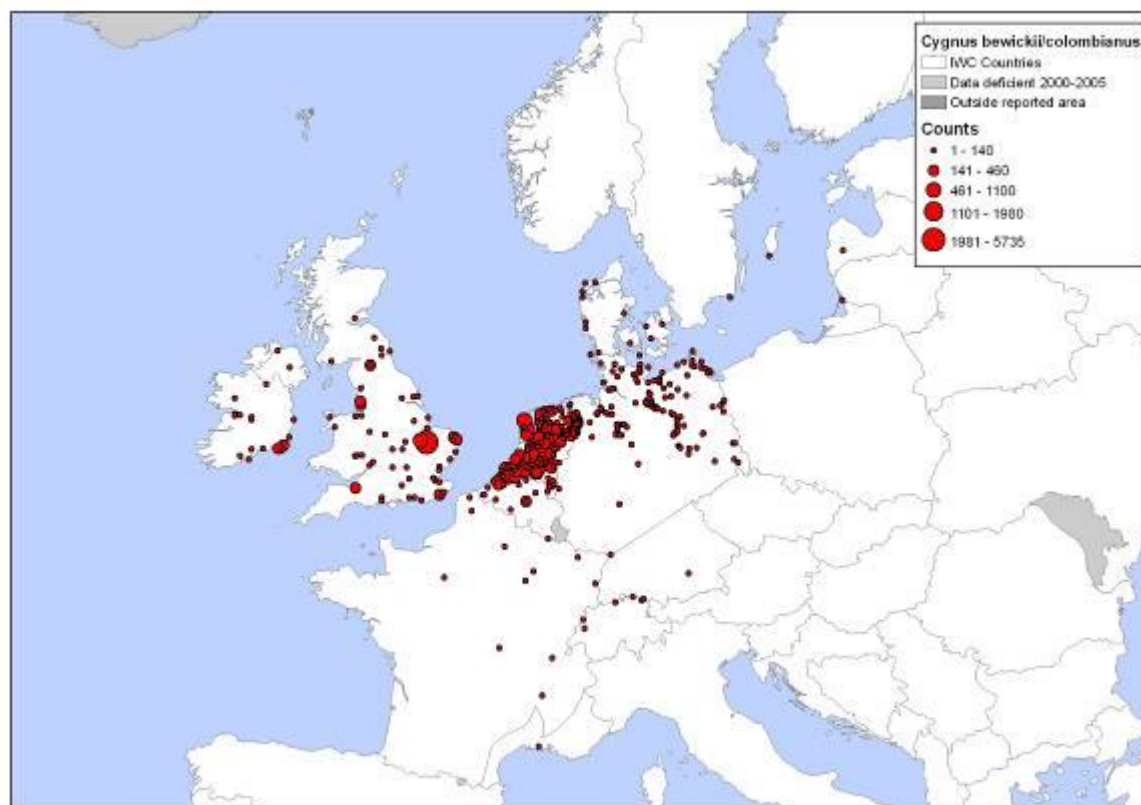 Cygnus bewickii/colombianus
IWC Countries
Data deficient 2000-2005
Outside reported area
Counts
1 - 140
141 - 460
461 - 1100
1101 - 1980
1981 - 5735